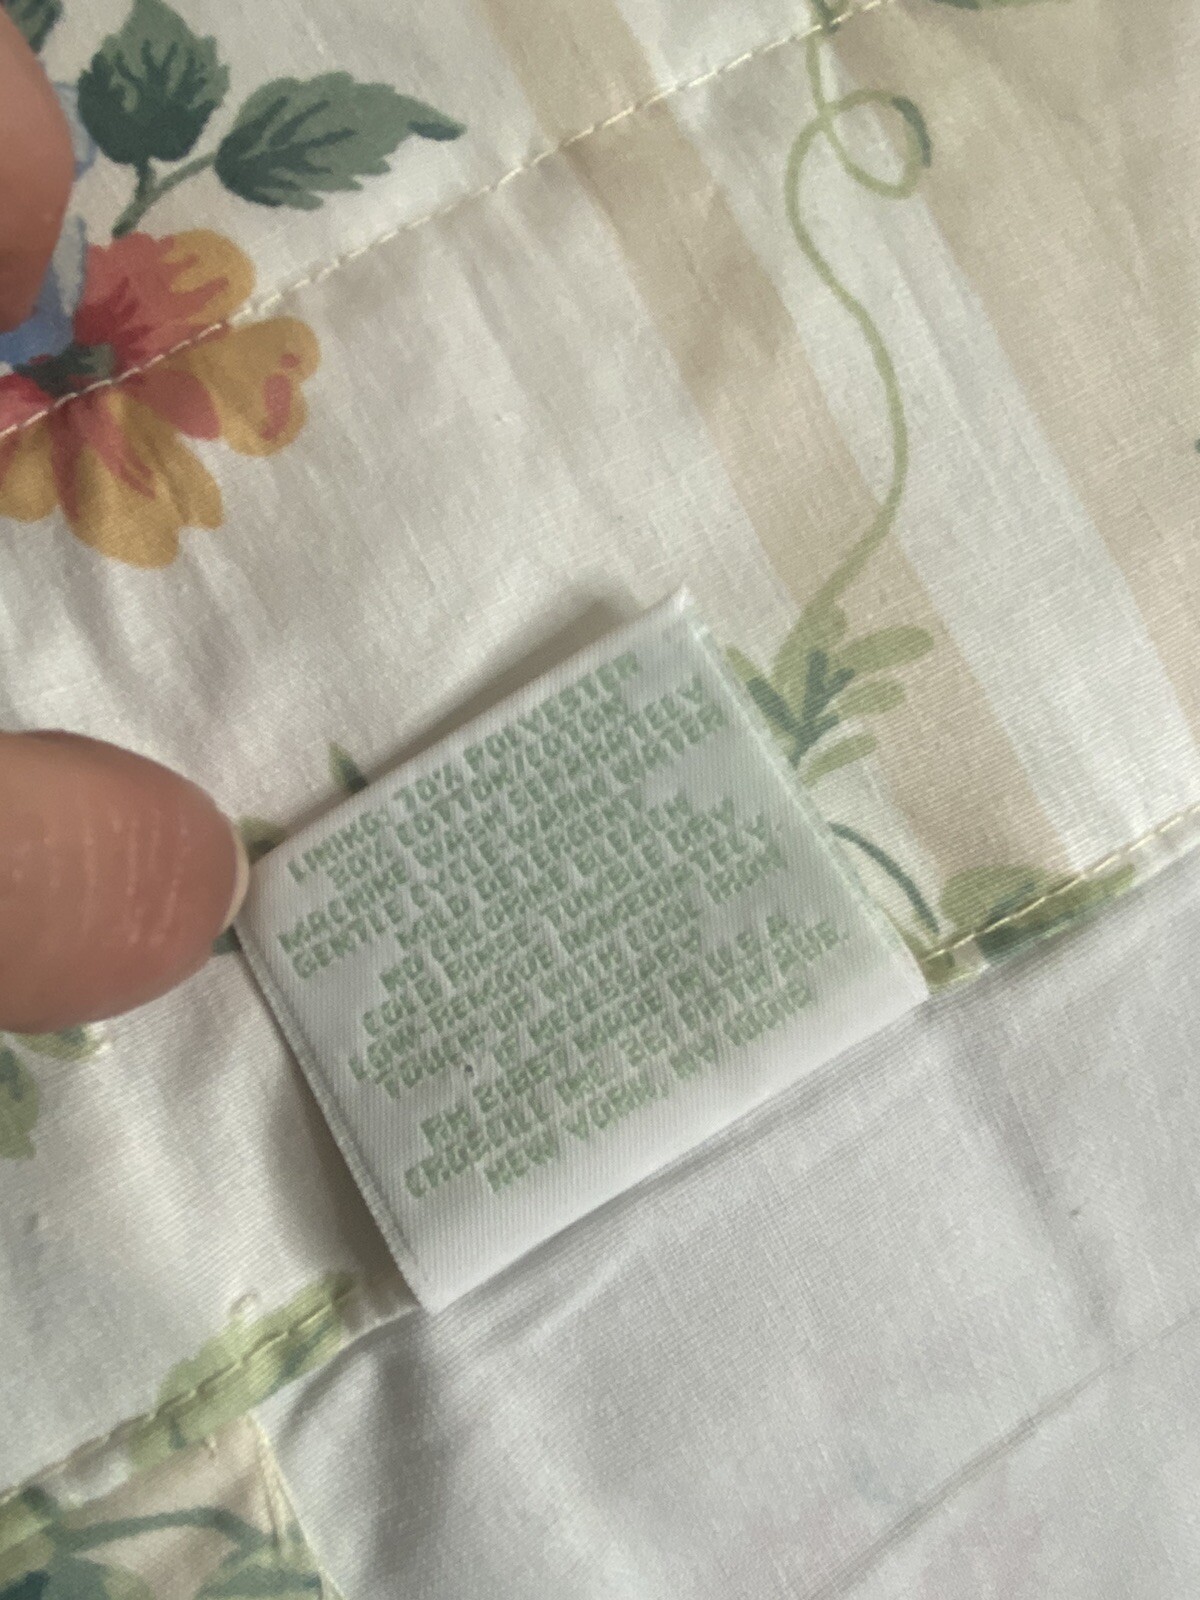 LINING: 70% POLYESTER
30% COTTON/COTON
MACHINE WASH SEPARATELY
GENTLE CYCLE WARM WATER
MILD DETERGENT
NO CHLORINE BLEACH
COLD RINSE TUMBLE DRY
LOW-REMOVE IMMEDIATELY.
TOUCH-UP WITH COOL IRON
IF NECESSARY
RN MADE IN U.S.A
CROSCILL INC 261 FIFTH AVE.
NEW YORK, NY 10016